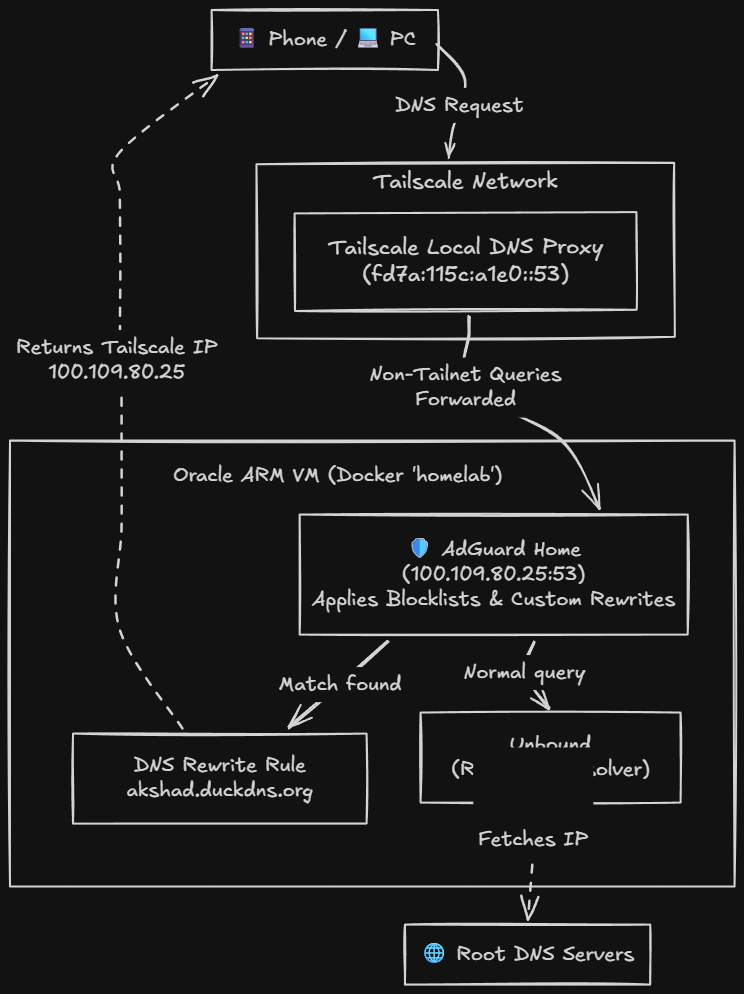 Phone / PC
DNS Request
Tailscale Network
Tailscale Local DNS Proxy
(fd7a:115c:a1e0::53)
Returns Tailscale IP
100.109.80.25
Non-Tailnet Queries
Forwarded
Oracle ARM VM (Docker 'homelab')
AdGuard Home
(100.109.80.25:53)
Applies Blocklists & Custom Rewrites
Match found
Normal query
DNS Rewrite Rule
akshad.duckdns.org
Unbound
Fetches IP
Root DNS Servers